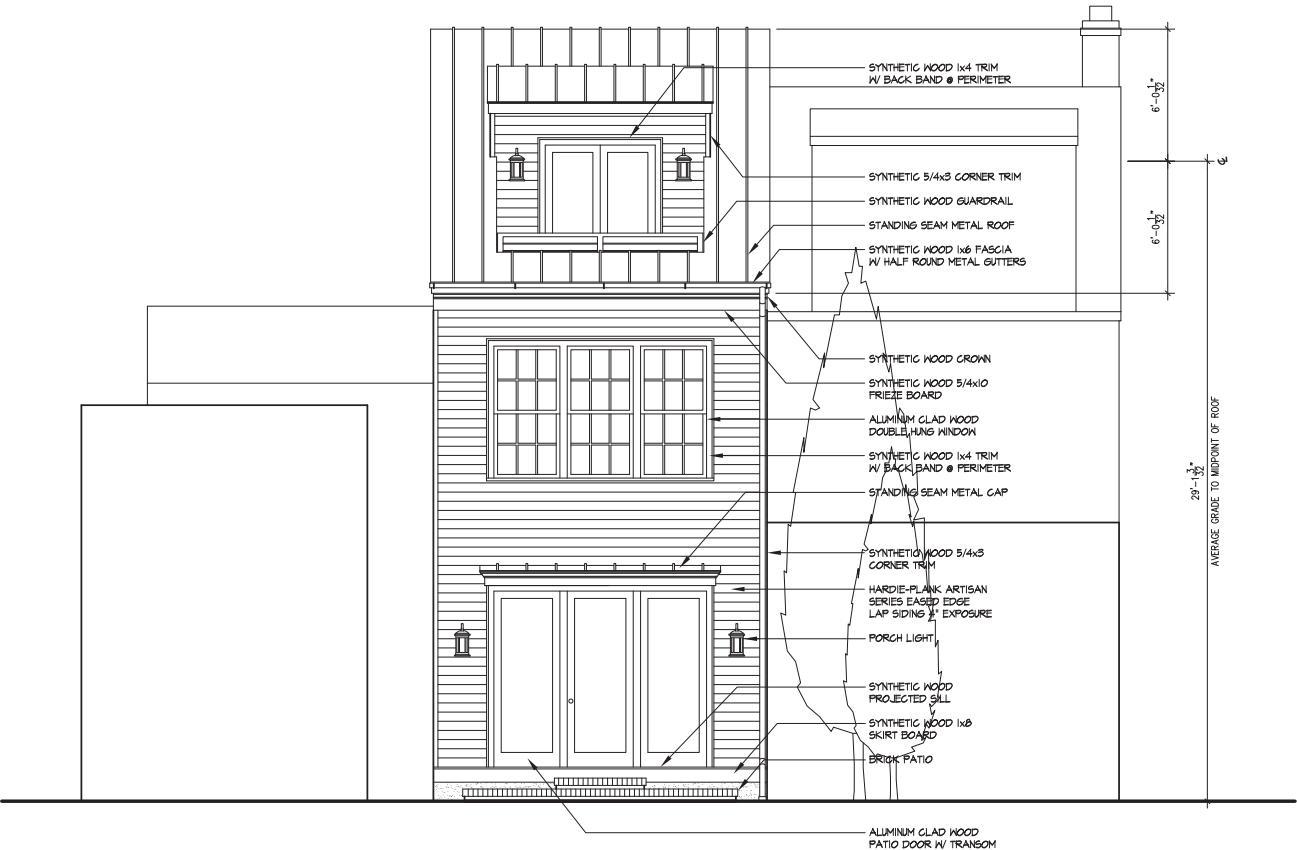 SYNTHETIC WOOD 1x4 TRIM
W/ BACK BAND @ PERIMETER
6'-0 1/32"
℄
SYNTHETIC 5/4x3 CORNER TRIM
SYNTHETIC WOOD GUARDRAIL
STANDING SEAM METAL ROOF
6'-0 1/32"
SYNTHETIC WOOD 1x6 FASCIA
W/ HALF ROUND METAL GUTTERS
SYNTHETIC WOOD CROWN
SYNTHETIC WOOD 5/4x10
FRIEZE BOARD
ALUMINUM CLAD WOOD
DOUBLE HUNG WINDOW
SYNTHETIC WOOD 1x4 TRIM
W/ BACK BAND @ PERIMETER
29'-1 3/32"
AVERAGE GRADE TO MIDPOINT OF ROOF
STANDING SEAM METAL CAP
SYNTHETIC WOOD 5/4x3
CORNER TRIM
HARDIE-PLANK ARTISAN
SERIES EASED EDGE
LAP SIDING 4" EXPOSURE
PORCH LIGHT
SYNTHETIC WOOD
PROJECTED SILL
SYNTHETIC WOOD 1x8
SKIRT BOARD
BRICK PATIO
ALUMINUM CLAD WOOD
PATIO DOOR W/ TRANSOM